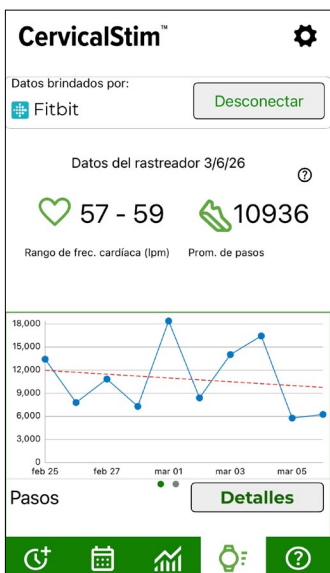 CervicalStim™
Datos brindados por:
Fitbit
Desconectar
Datos del rastreador 3/6/26
57 - 59
10936
Rango de frec. cardíaca (lpm)
Prom. de pasos
18,000
15,000
12,000
9,000
6,000
3,000
0
feb 25 feb 27 mar 01 mar 03 mar 05
Pasos
Detalles